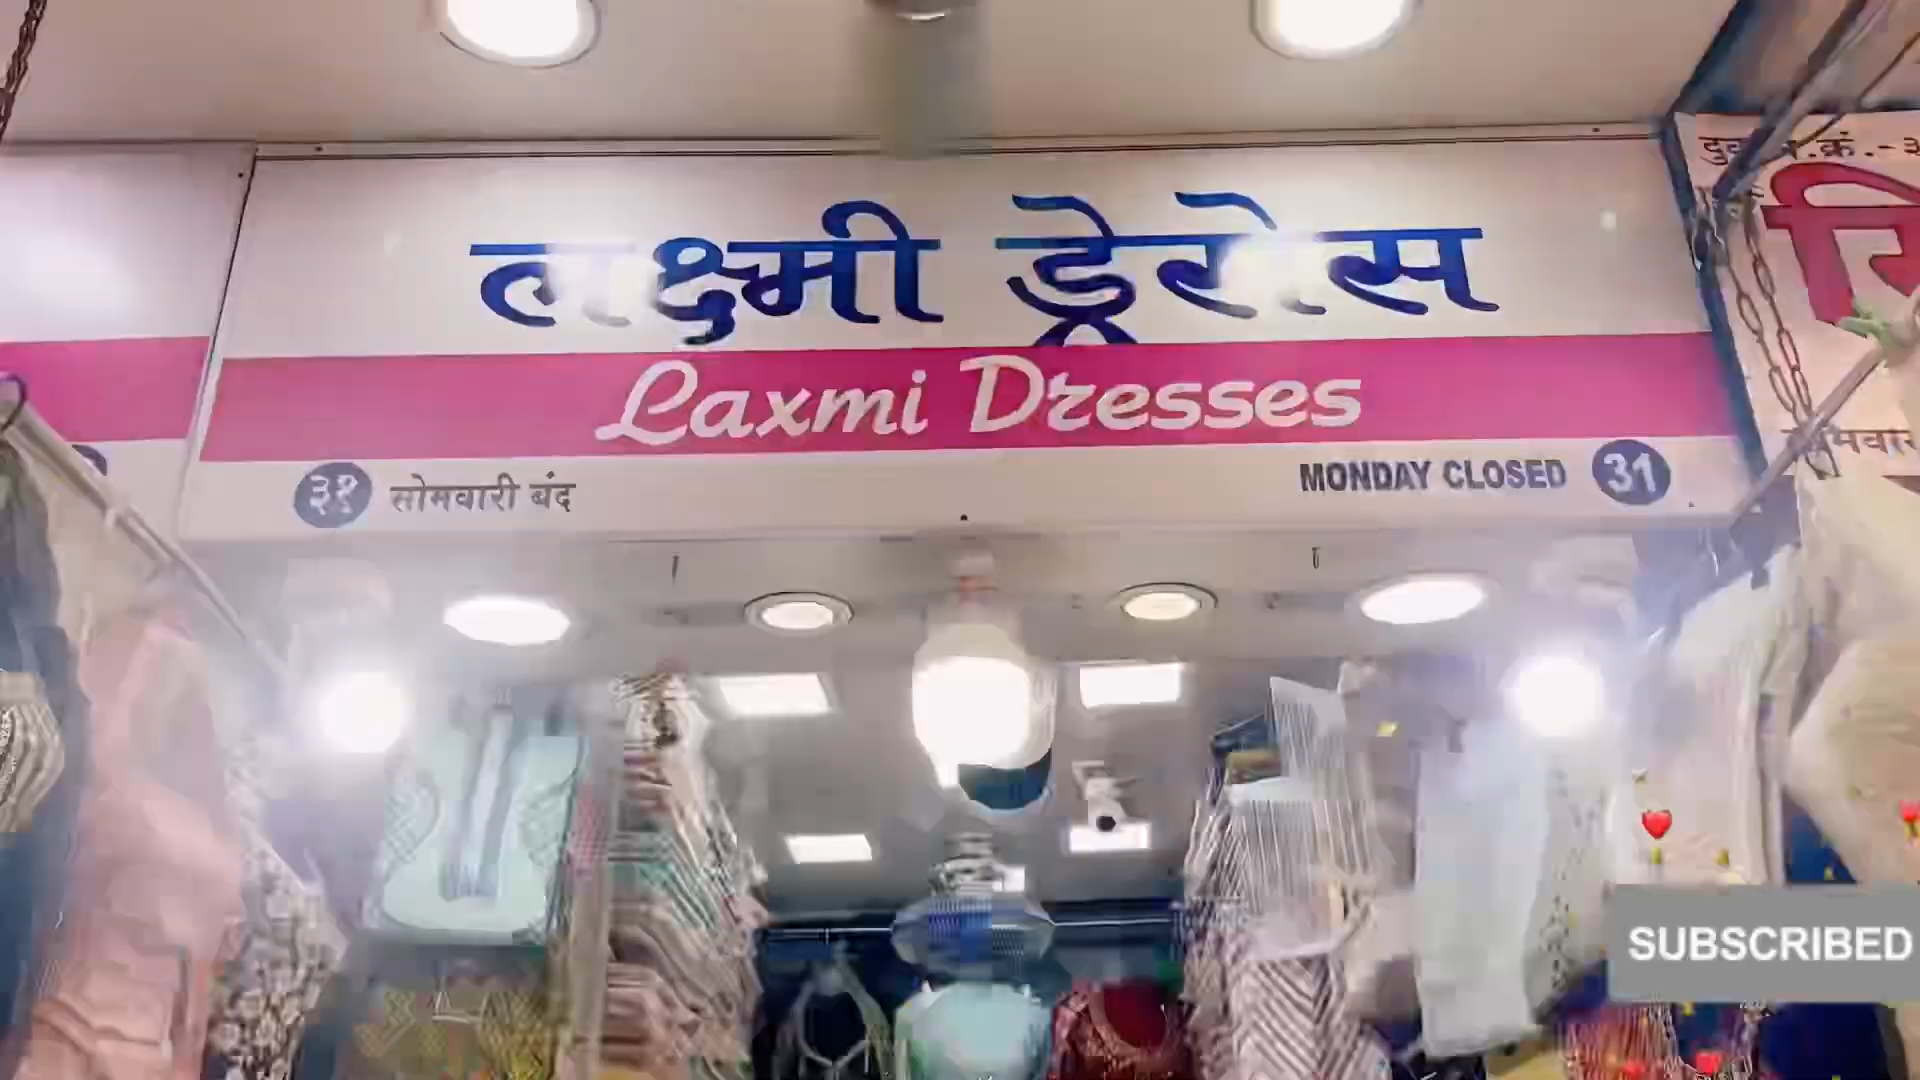 लक्ष्मी ड्रेसेस
Laxmi Dresses
३१ सोमवारी बंद
MONDAY CLOSED 31
SUBSCRIBED